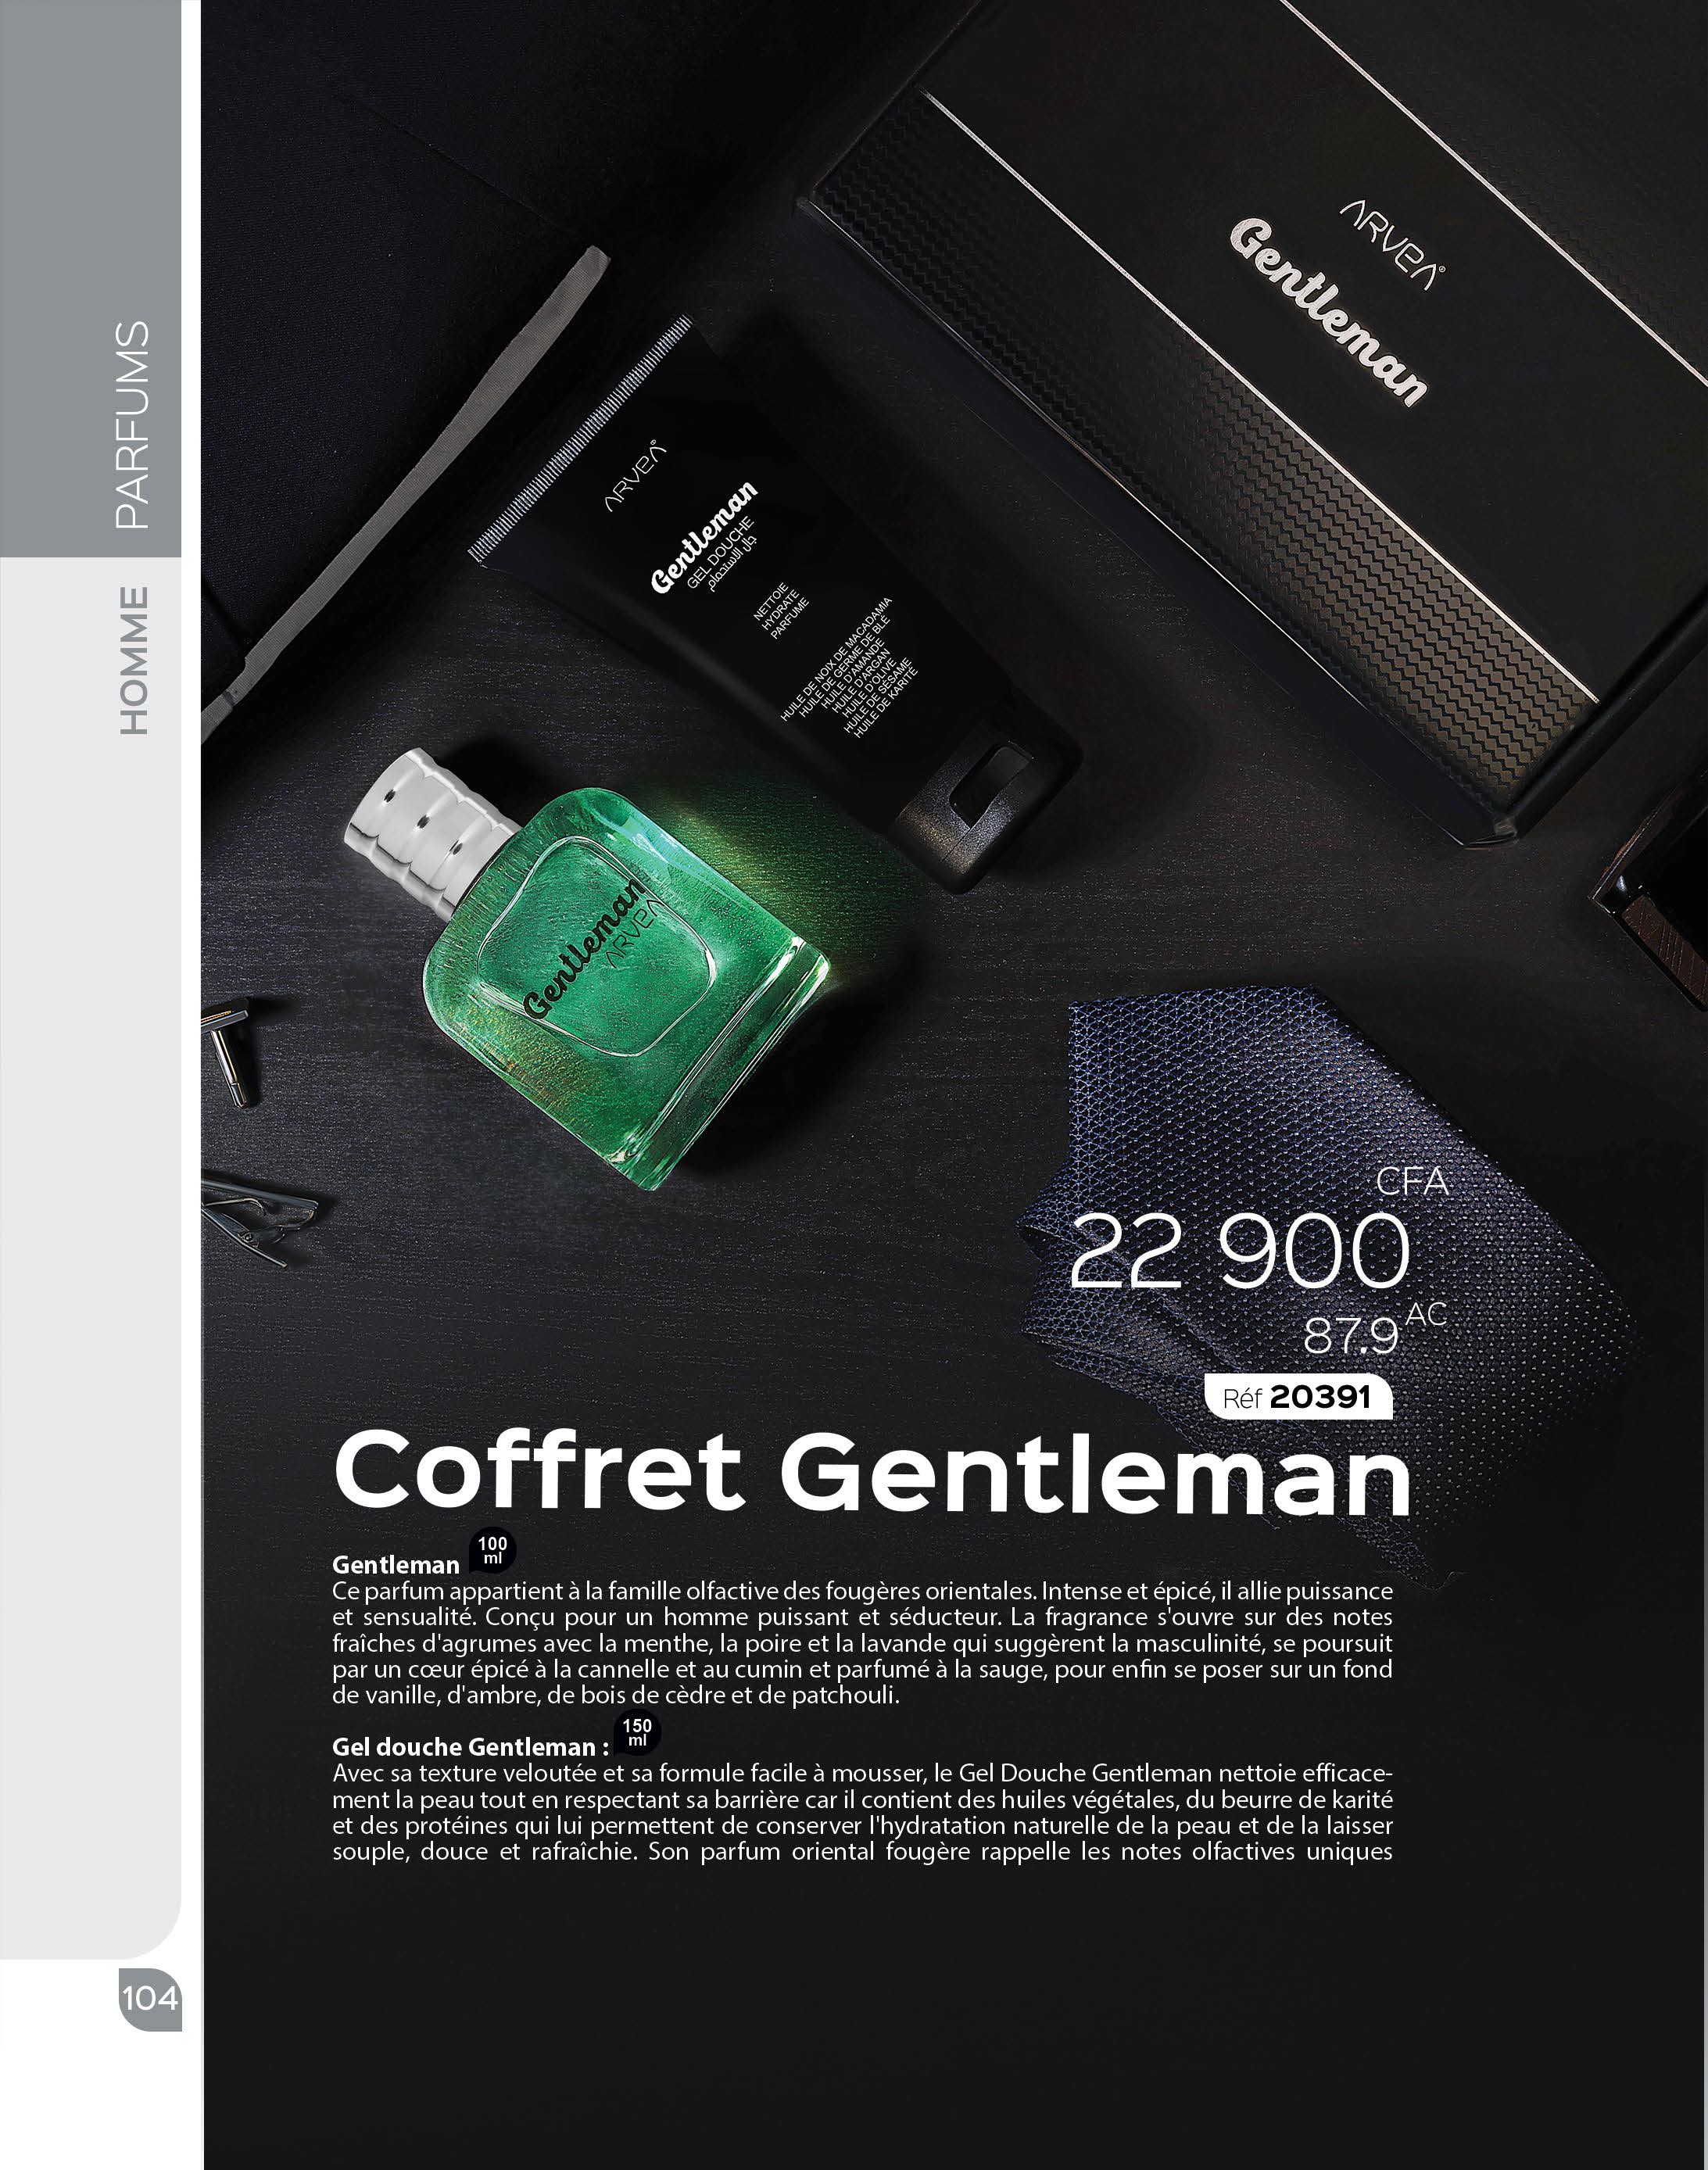 PARFUMS
HOMME
ARVEA®
Gentleman
ARVEA®
Gentleman
GEL DOUCHE
جل الاستحمام
NETTOIE
HYDRATE
PARFUME
HUILE DE NOIX DE MACADAMIA
HUILE DE GERME DE BLÉ
HUILE D'AMANDE
HUILE D'ARGAN
HUILE D'OLIVE
HUILE DE SÉSAME
HUILE DE KARITÉ
Gentleman
ARVEA
CFA
22 900
87.9 AC
Réf 20391
Coffret Gentleman
Gentleman 100 ml
Ce parfum appartient à la famille olfactive des fougères orientales. Intense et épicé, il allie puissance
et sensualité. Conçu pour un homme puissant et séducteur. La fragrance s'ouvre sur des notes
fraîches d'agrumes avec la menthe, la poire et la lavande qui suggèrent la masculinité, se poursuit
par un cœur épicé à la cannelle et au cumin et parfumé à la sauge, pour enfin se poser sur un fond
de vanille, d'ambre, de bois de cèdre et de patchouli.
Gel douche Gentleman : 150 ml
Avec sa texture veloutée et sa formule facile à mousser, le Gel Douche Gentleman nettoie efficace-
ment la peau tout en respectant sa barrière car il contient des huiles végétales, du beurre de karité
et des protéines qui lui permettent de conserver l'hydratation naturelle de la peau et de la laisser
souple, douce et rafraîchie. Son parfum oriental fougère rappelle les notes olfactives uniques
104